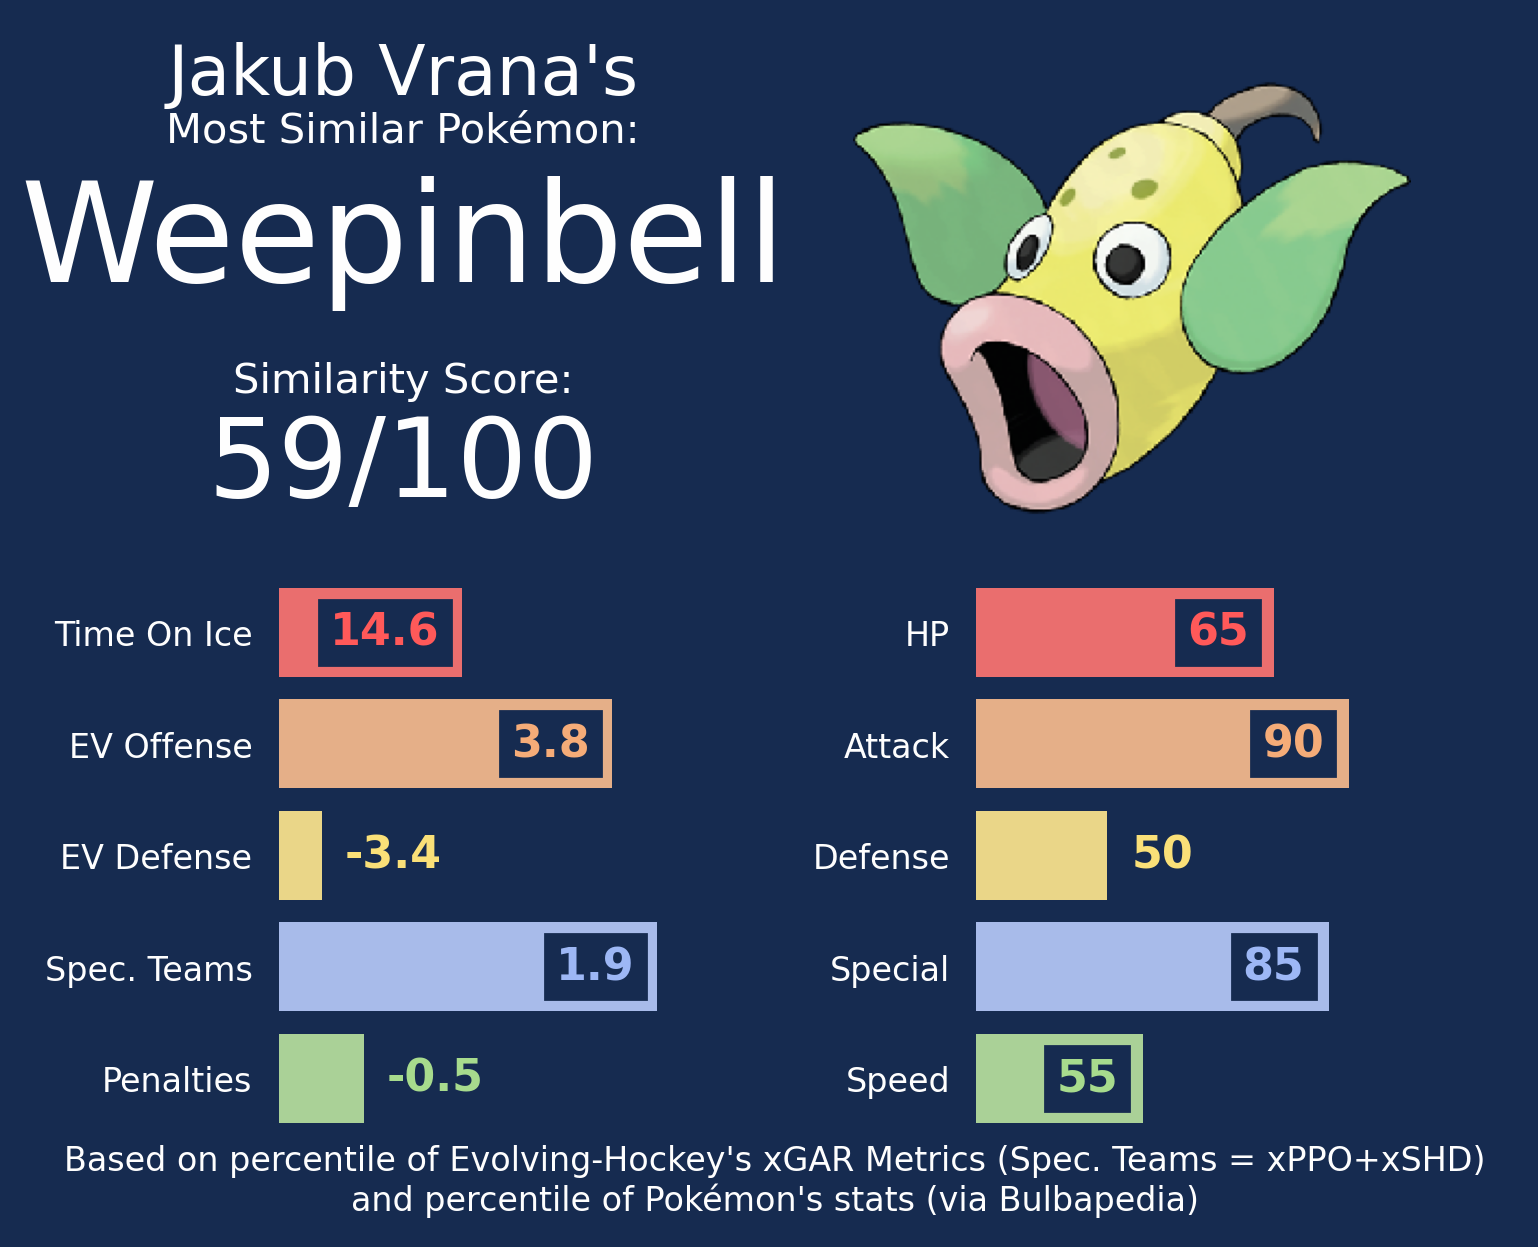 Jakub Vrana's
Most Similar Pokémon:
Weepinbell
Similarity Score:
59/100
Time On Ice 14.6
EV Offense 3.8
EV Defense -3.4
Spec. Teams 1.9
Penalties -0.5
HP 65
Attack 90
Defense 50
Special 85
Speed 55
Based on percentile of Evolving-Hockey's xGAR Metrics (Spec. Teams = xPPO+xSHD)
and percentile of Pokémon's stats (via Bulbapedia)